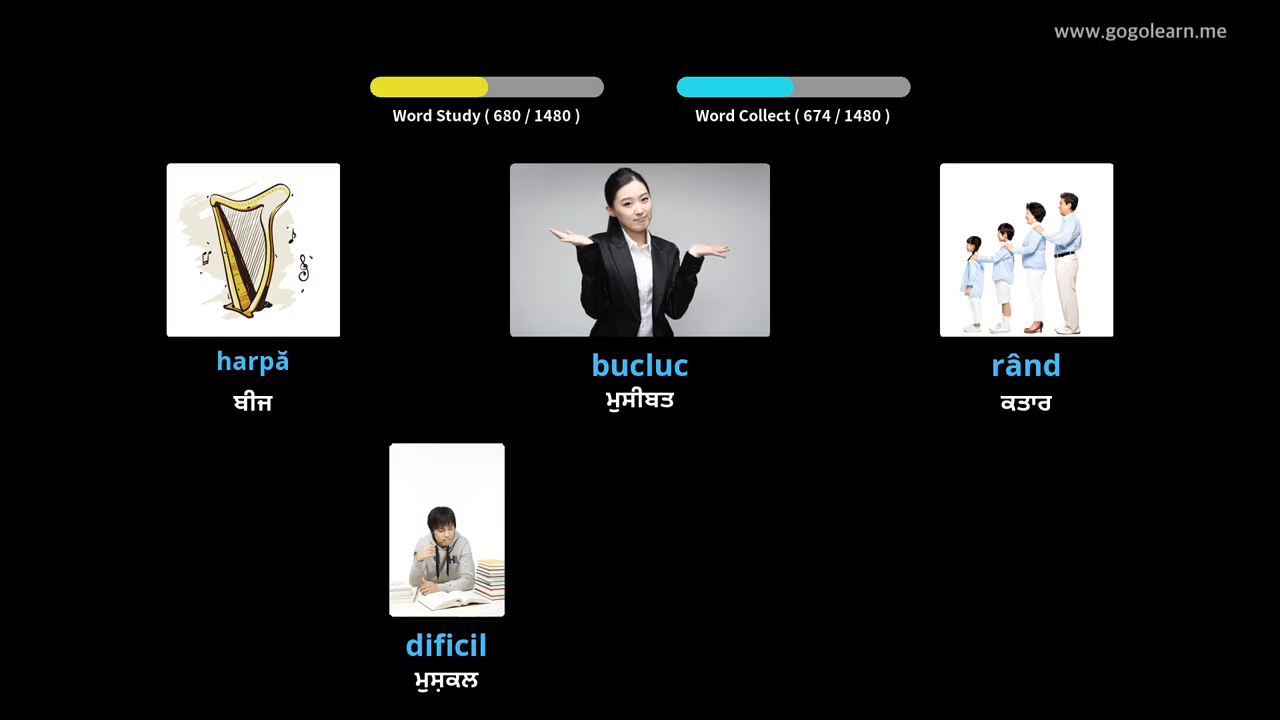 www.gogolearn.me
Word Study ( 680 / 1480 )
Word Collect ( 674 / 1480 )
harpă
ਬੀਜ
bucluc
ਮੁਸੀਬਤ
rând
ਕਤਾਰ
dificil
ਮੁਸ਼ਕਲ